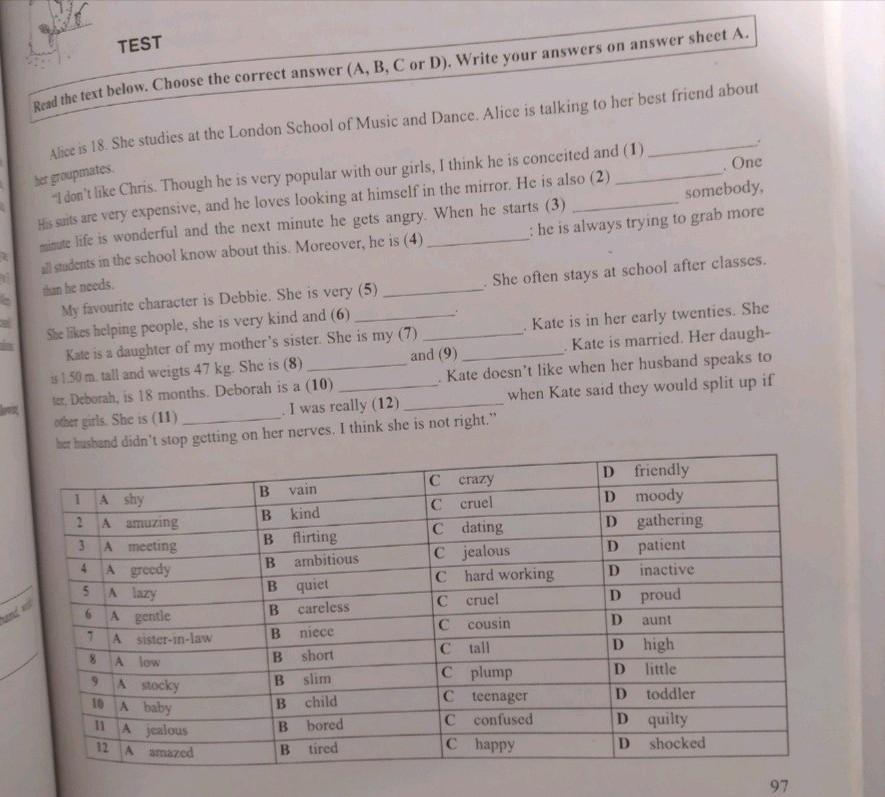 TEST
Read the text below. Choose the correct answer (A, B, C or D). Write your answers on answer sheet A.
Alice is 18. She studies at the London School of Music and Dance. Alice is talking to her best friend about
her groupmates.
"I don't like Chris. Though he is very popular with our girls, I think he is conceited and (1) ________.
His suits are very expensive, and he loves looking at himself in the mirror. He is also (2) ________. One
minute life is wonderful and the next minute he gets angry. When he starts (3) ________ somebody,
all students in the school know about this. Moreover, he is (4) ________: he is always trying to grab more
than he needs.
My favourite character is Debbie. She is very (5) ________. She often stays at school after classes.
She likes helping people, she is very kind and (6) ________.
Kate is a daughter of my mother's sister. She is my (7) ________. Kate is in her early twenties. She
is 1.50 m. tall and weigts 47 kg. She is (8) ________ and (9) ________. Kate is married. Her daugh-
ter, Deborah, is 18 months. Deborah is a (10) ________. Kate doesn't like when her husband speaks to
other girls. She is (11) ________. I was really (12) ________ when Kate said they would split up if
her husband didn't stop getting on her nerves. I think she is not right."
1 A shy B vain C crazy D friendly
2 A amuzing B kind C cruel D moody
3 A meeting B flirting C dating D gathering
4 A greedy B ambitious C jealous D patient
5 A lazy B quiet C hard working D inactive
6 A gentle B careless C cruel D proud
7 A sister-in-law B niece C cousin D aunt
8 A low B short C tall D high
9 A stocky B slim C plump D little
10 A baby B child C teenager D toddler
11 A jealous B bored C confused D quilty
12 A amazed B tired C happy D shocked
97